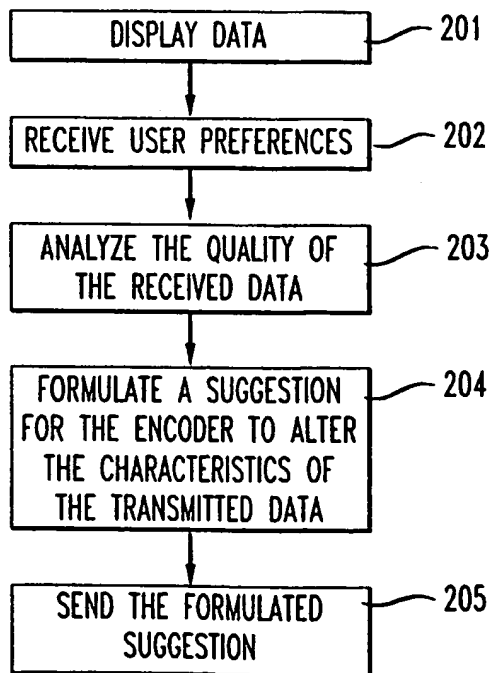 DISPLAY DATA
201
RECEIVE USER PREFERENCES
202
ANALYZE THE QUALITY OF
THE RECEIVED DATA
203
FORMULATE A SUGGESTION
FOR THE ENCODER TO ALTER
THE CHARACTERISTICS OF
THE TRANSMITTED DATA
204
SEND THE FORMULATED
SUGGESTION
205